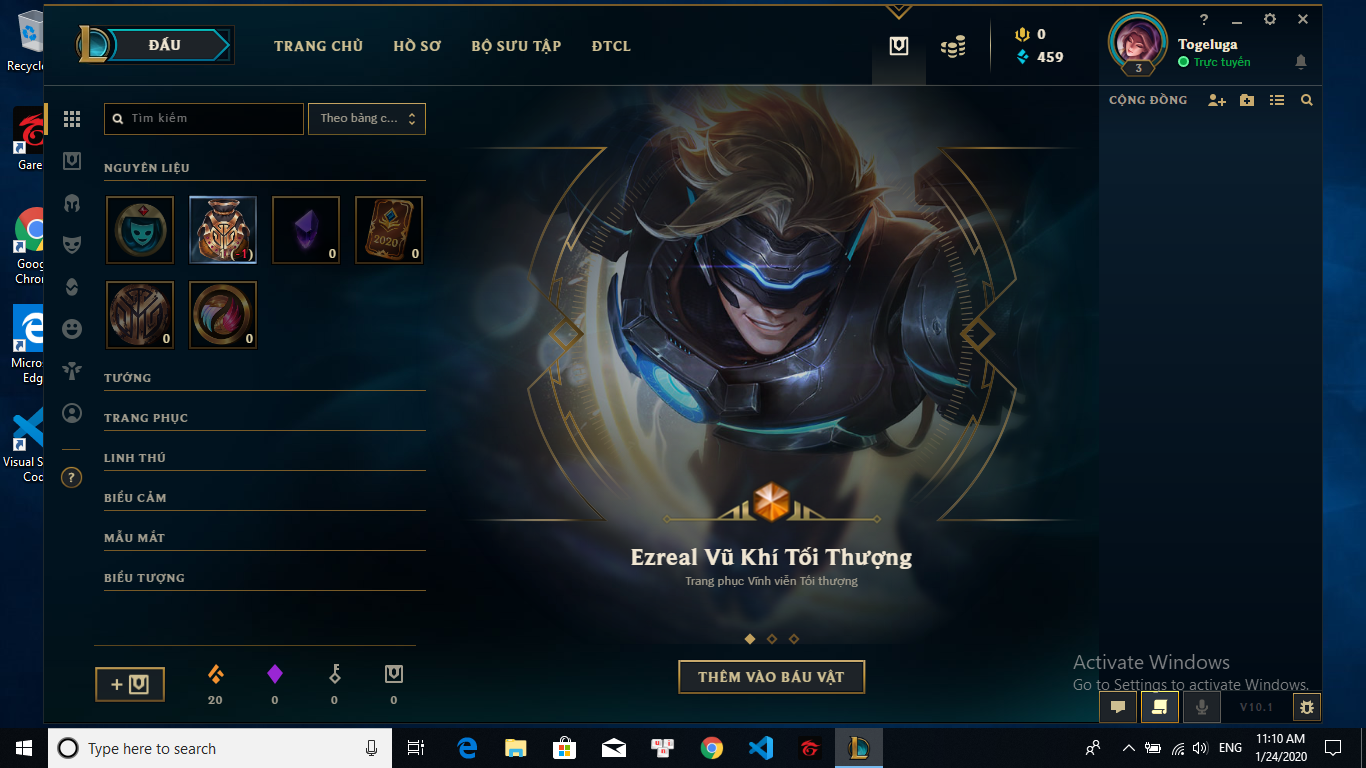 Recycle
Gare
Goog
Chron
Micros
Edg
Visual S
Cod
ĐẤU
TRANG CHỦ
HỒ SƠ
BỘ SƯU TẬP
ĐTCL
0
459
3
Togeluga
Trực tuyến
CỘNG ĐỒNG
Tìm kiếm
Theo bảng c...
NGUYÊN LIỆU
1(-1)
0
2020
0
0
0
TƯỚNG
TRANG PHỤC
LINH THÚ
BIỂU CẢM
MẪU MẮT
BIỂU TƯỢNG
20
0
0
0
Ezreal Vũ Khí Tối Thượng
Trang phục Vĩnh viễn Tối thượng
THÊM VÀO BÁU VẬT
Activate Windows
Go to Settings to activate Windows.
V10.1
Type here to search
ENG
11:10 AM
1/24/2020